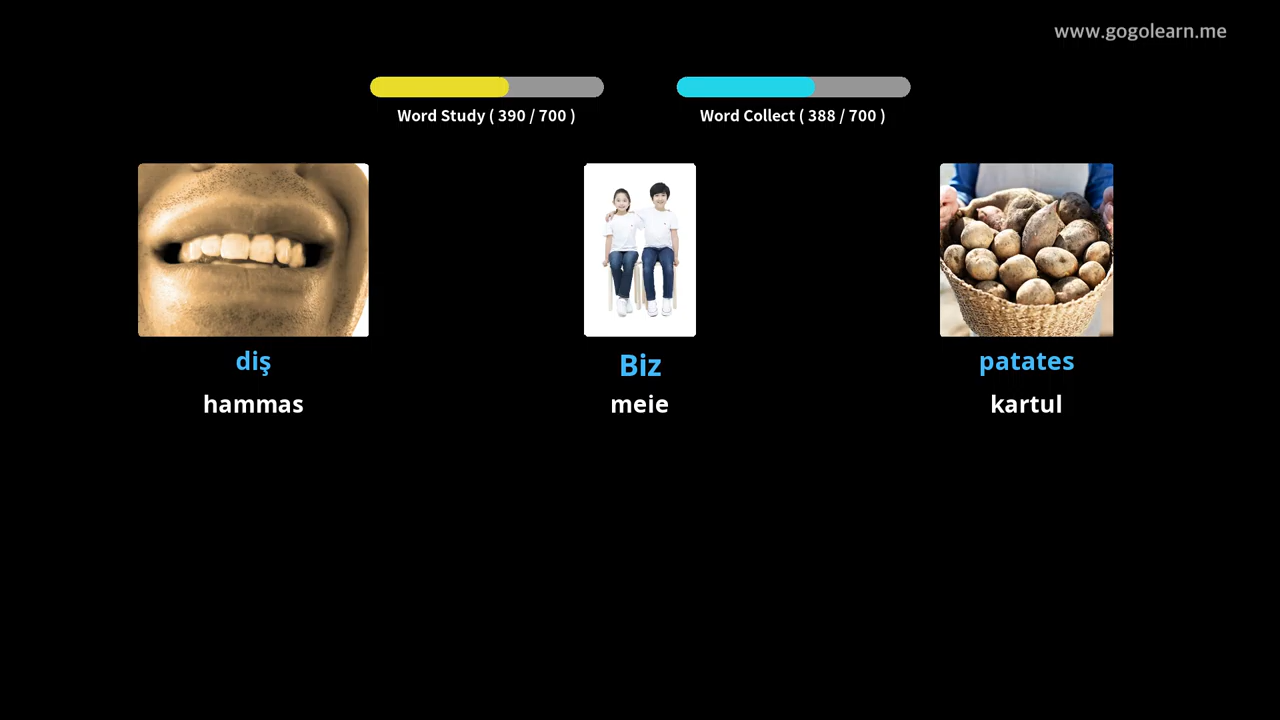 www.gogolearn.me
Word Study ( 390 / 700 )
Word Collect ( 388 / 700 )
diş
Biz
patates
hammas
meie
kartul